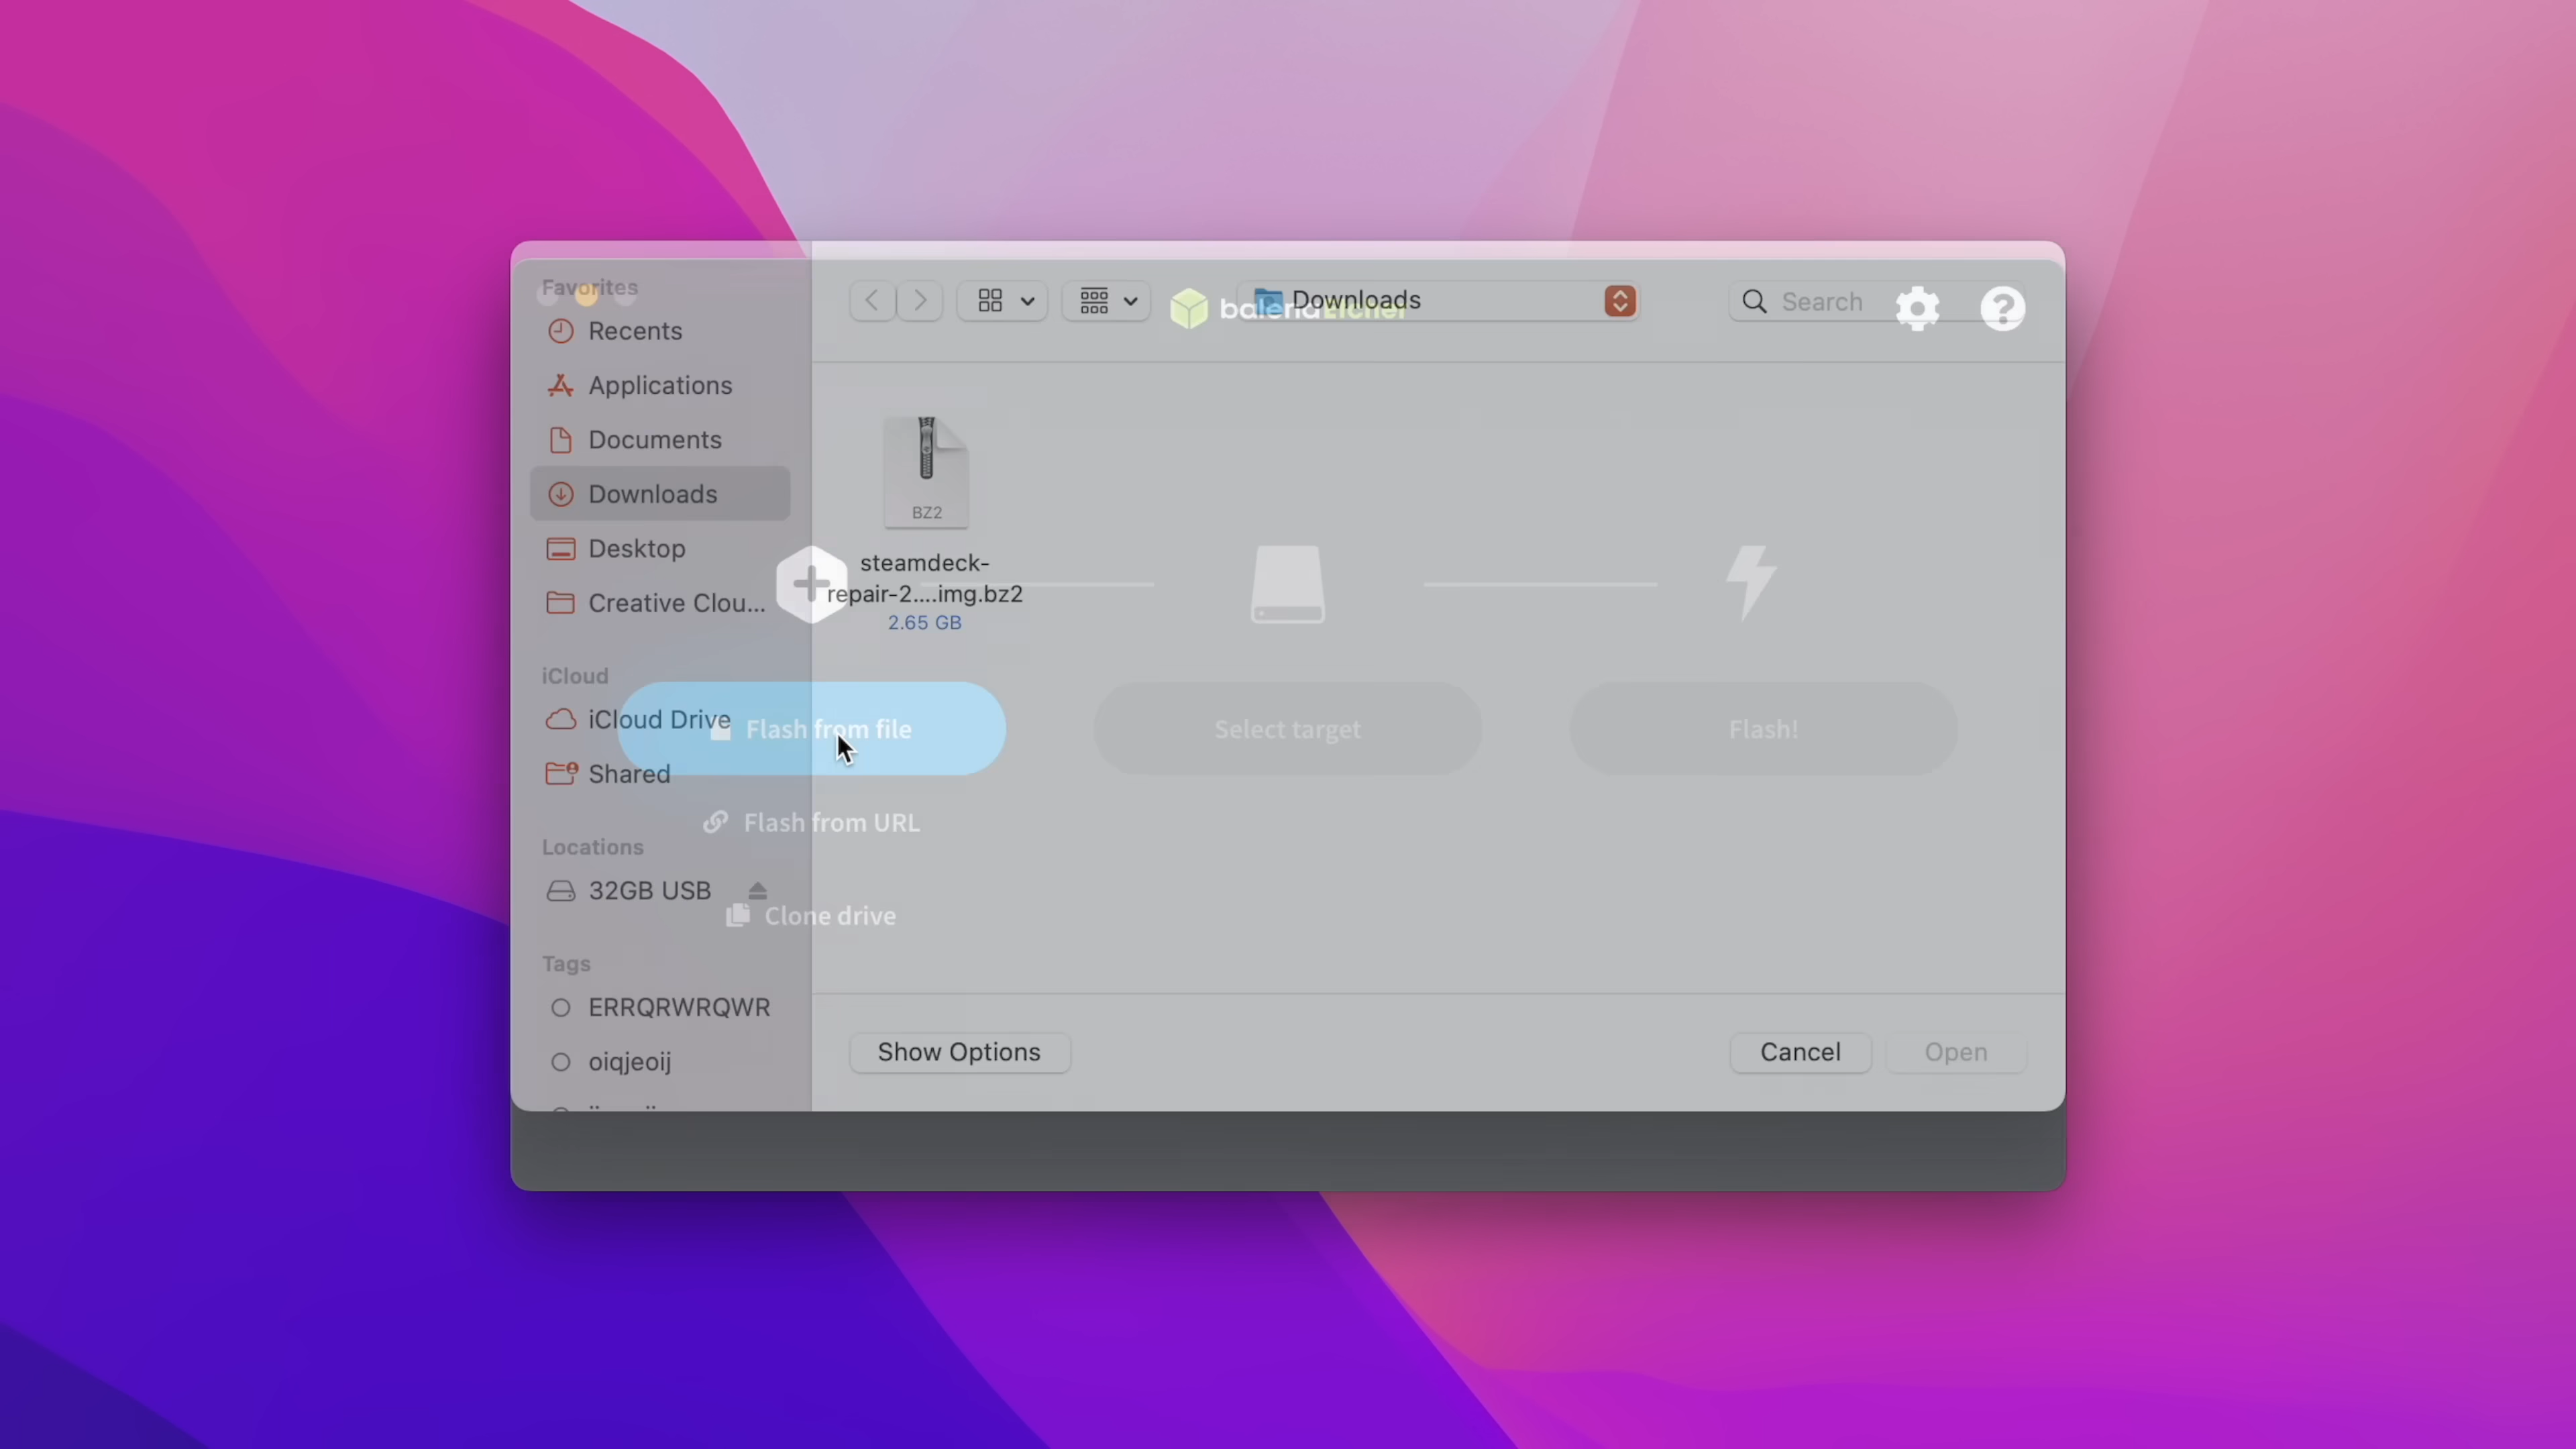 Favorites
Recents
Applications
Documents
Downloads
Desktop
Creative Clou...
iCloud
iCloud Drive
Shared
Locations
32GB USB
Tags
ERRQRWRQWR
oiqjeoij
Downloads
Search
balenaEtcher
?
BZ2
steamdeck-
repair-2....img.bz2
2.65 GB
Flash from file
Select target
Flash!
Flash from URL
Clone drive
Show Options
Cancel
Open